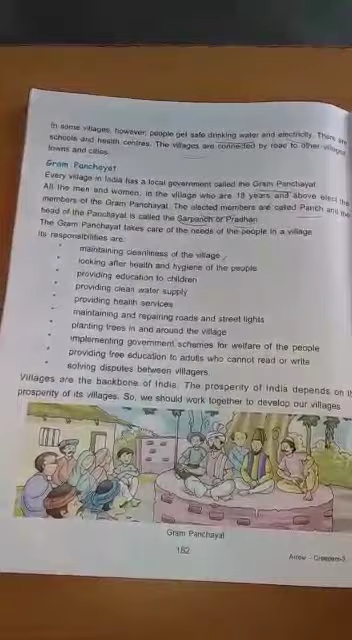 In some villages, however, people get safe drinking water and electricity. There are
schools and health centres. The villages are connected by road to other villages,
towns and cities.
Gram Panchayat
Every village in India has a local government called the Gram Panchayat.
All the men and women, in the village who are 18 years and above elect the
members of the Gram Panchayat. The elected members are called Panch and the
head of the Panchayat is called the Sarpanch or Pradhan.
The Gram Panchayat takes care of the needs of the people in a village
Its responsibilities are:
• maintaining cleanliness of the village
• looking after health and hygiene of the people
• providing education to children
• providing clean water supply
• providing health services
• maintaining and repairing roads and street lights
• planting trees in and around the village
• implementing government schemes for welfare of the people
• providing free education to adults who cannot read or write
• solving disputes between villagers
Villages are the backbone of India. The prosperity of India depends on
prosperity of its villages. So, we should work together to develop our villages.
Gram Panchayat
182